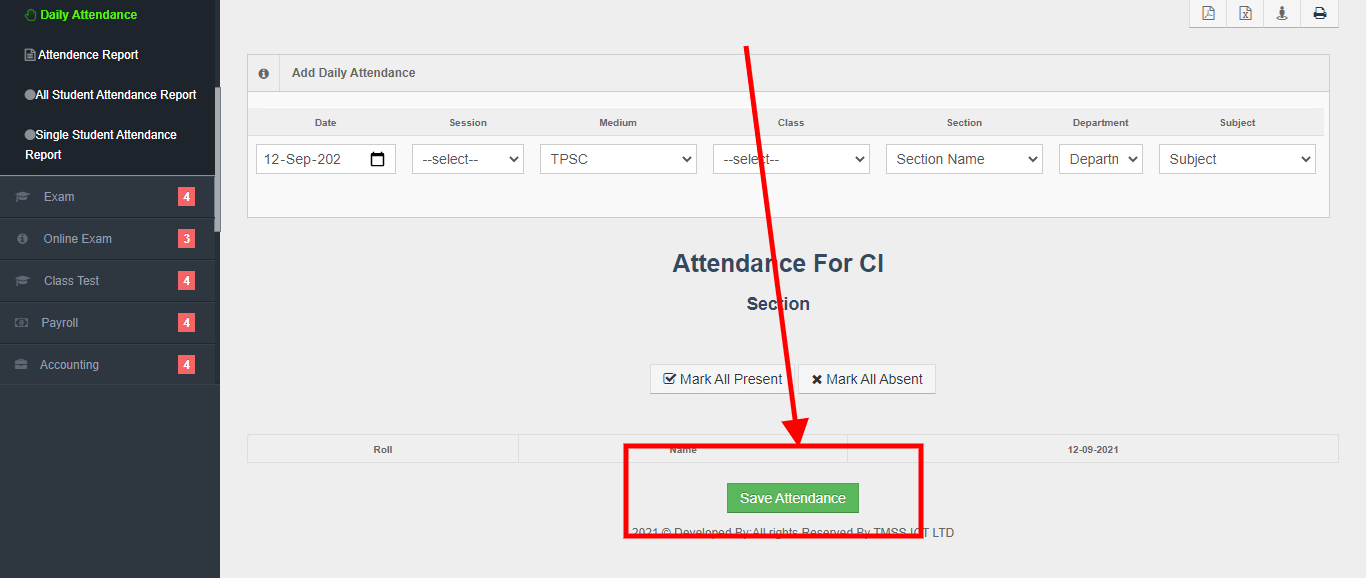 Daily Attendance
Attendence Report
All Student Attendance Report
Single Student Attendance
Report
Exam 4
Online Exam 3
Class Test 4
Payroll 4
Accounting 4
Add Daily Attendance
Date Session Medium Class Section Department Subject
12-Sep-202 --select-- TPSC --select-- Section Name Departn Subject
Attendance For Cl
Section
Mark All Present Mark All Absent
Roll Name 12-09-2021
Save Attendance
2021 © Developed By:All rights Reserved By TMSS ICT LTD